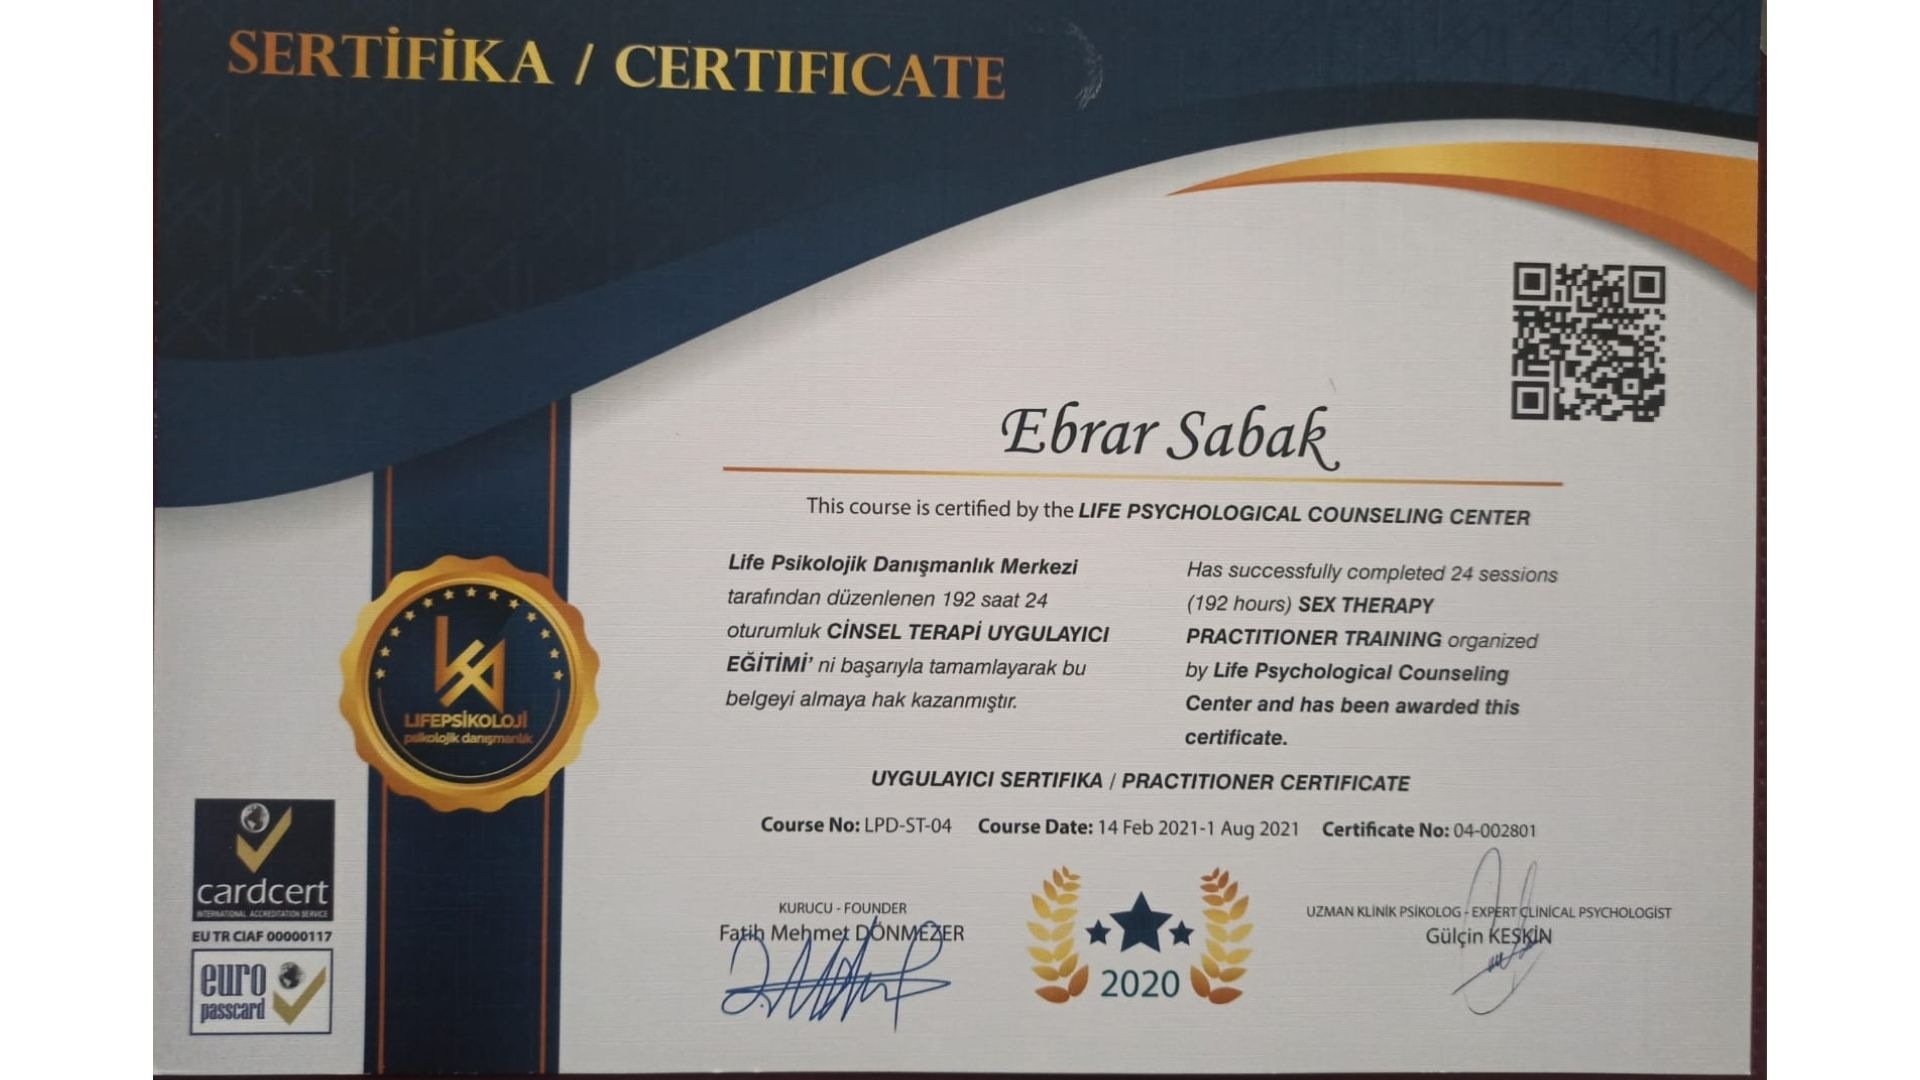 SERTİFİKA / CERTIFICATE
Ebrar Sabak
This course is certified by the LIFE PSYCHOLOGICAL COUNSELING CENTER
Life Psikolojik Danışmanlık Merkezi
tarafından düzenlenen 192 saat 24
oturumluk CİNSEL TERAPİ UYGULAYICI
EĞİTİMİ' ni başarıyla tamamlayarak bu
belgeyi almaya hak kazanmıştır.
Has successfully completed 24 sessions
(192 hours) SEX THERAPY
PRACTITIONER TRAINING organized
by Life Psychological Counseling
Center and has been awarded this
certificate.
LIFEPSİKOLOJİ
psikolojik danışmanlık
UYGULAYICI SERTIFIKA / PRACTITIONER CERTIFICATE
Course No: LPD-ST-04 Course Date: 14 Feb 2021-1 Aug 2021 Certificate No: 04-002801
cardcert
INTERNATIONAL ACCREDITATION SERVICE
EU TR CIAF 00000117
euro
passcard
KURUCU - FOUNDER
Fatih Mehmet DÖNMEZER
2020
UZMAN KLİNİK PSİKOLOG - EXPERT CLINICAL PSYCHOLOGIST
Gülçin KESKİN